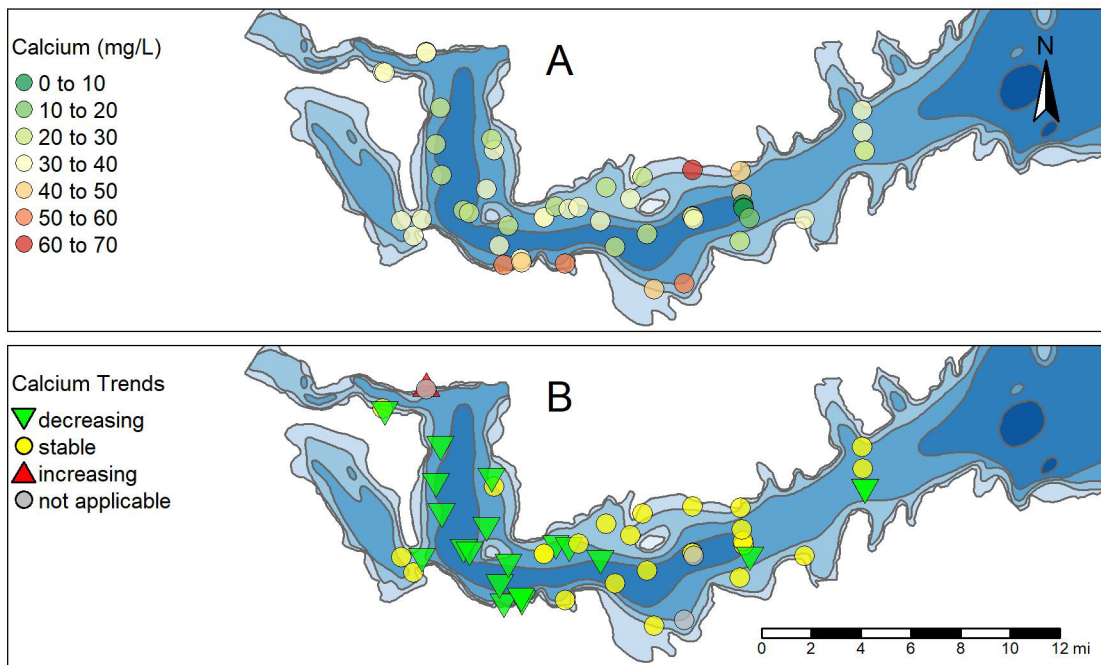 A
N
Calcium (mg/L)
0 to 10
10 to 20
20 to 30
30 to 40
40 to 50
50 to 60
60 to 70
B
Calcium Trends
decreasing
stable
increasing
not applicable
0 2 4 6 8 10 12 mi